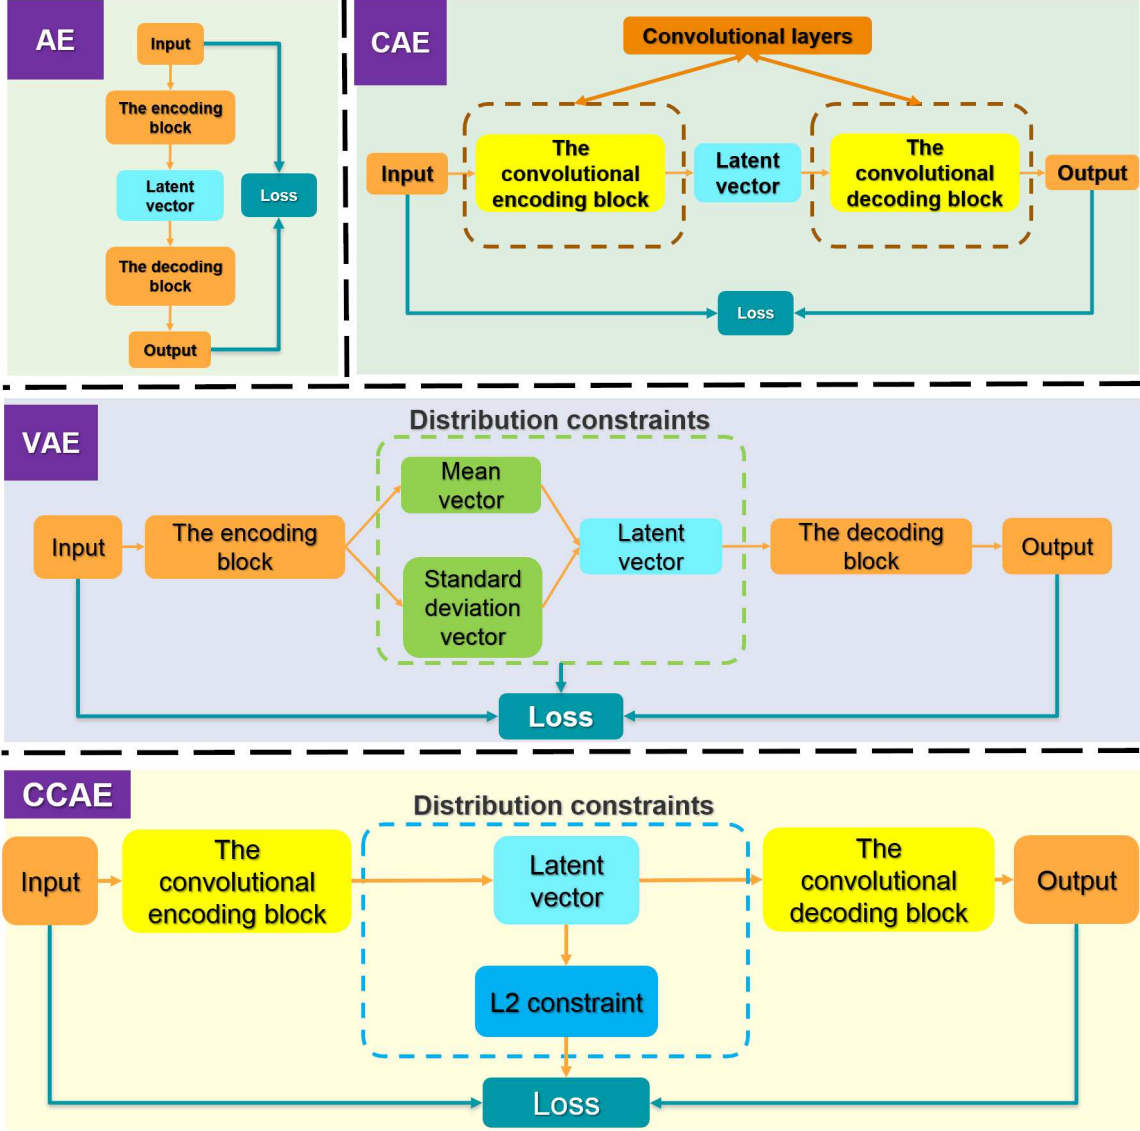 AE
Input
The encoding
block
Latent
vector
Loss
The decoding
block
Output
CAE
Convolutional layers
Input
The
convolutional
encoding block
Latent
vector
The
convolutional
decoding block
Output
Loss
VAE
Distribution constraints
Input
The encoding
block
Mean
vector
Standard
deviation
vector
Latent
vector
The decoding
block
Output
Loss
CCAE
Distribution constraints
Input
The
convolutional
encoding block
Latent
vector
The
convolutional
decoding block
Output
L2 constraint
Loss